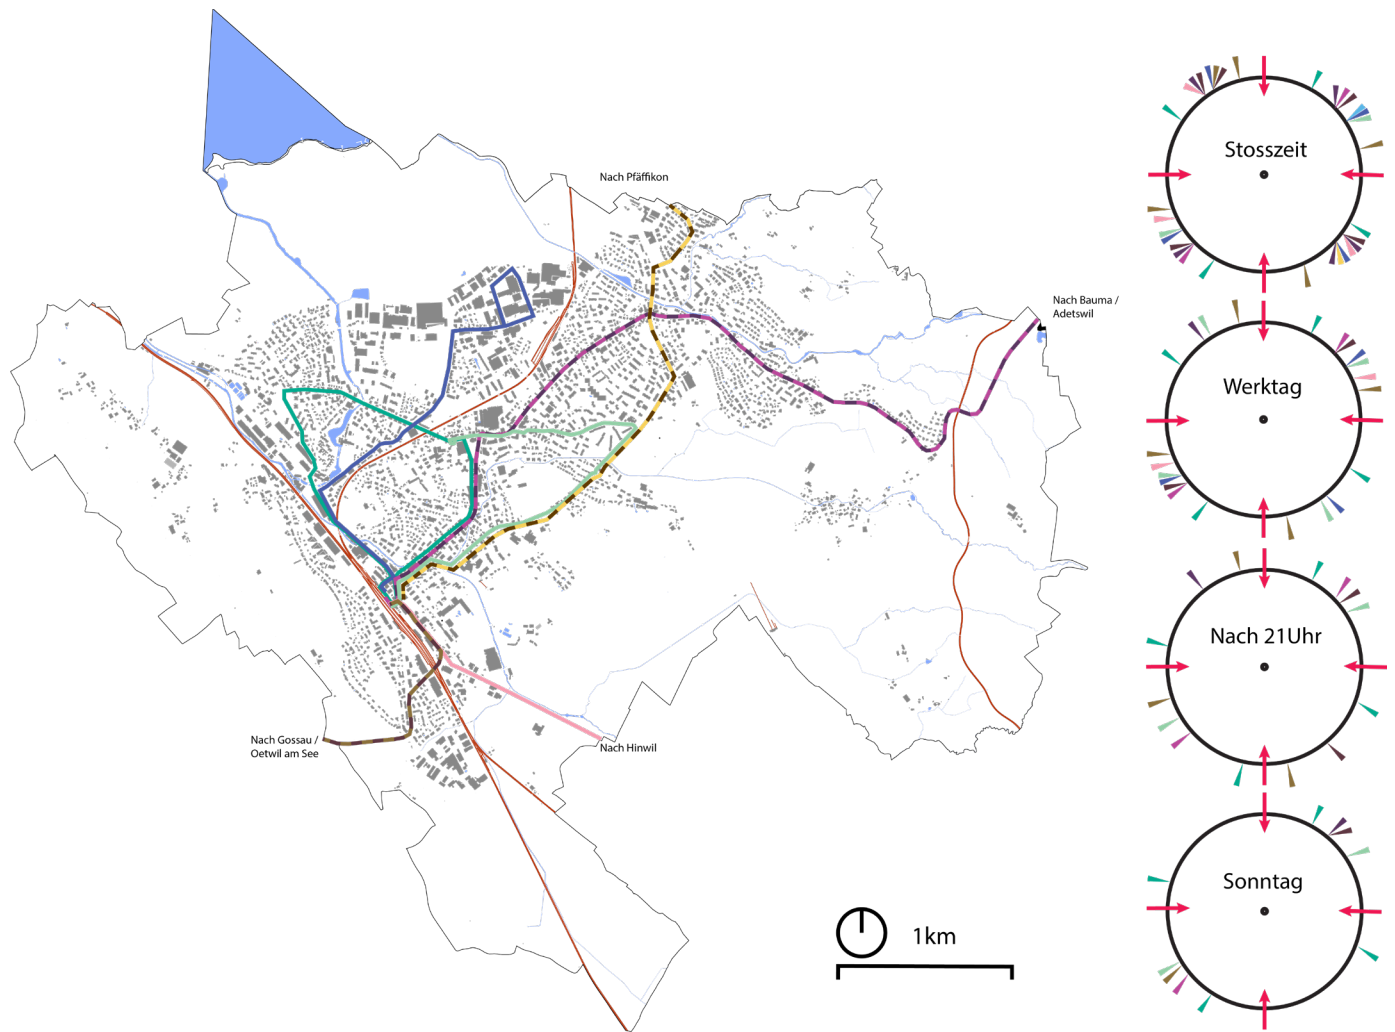 Nach Pfäffikon
Nach Bauma /
Adetswil
Nach Gossau /
Oetwil am See
Nach Hinwil
1km
Stosszeit
Werktag
Nach 21Uhr
Sonntag